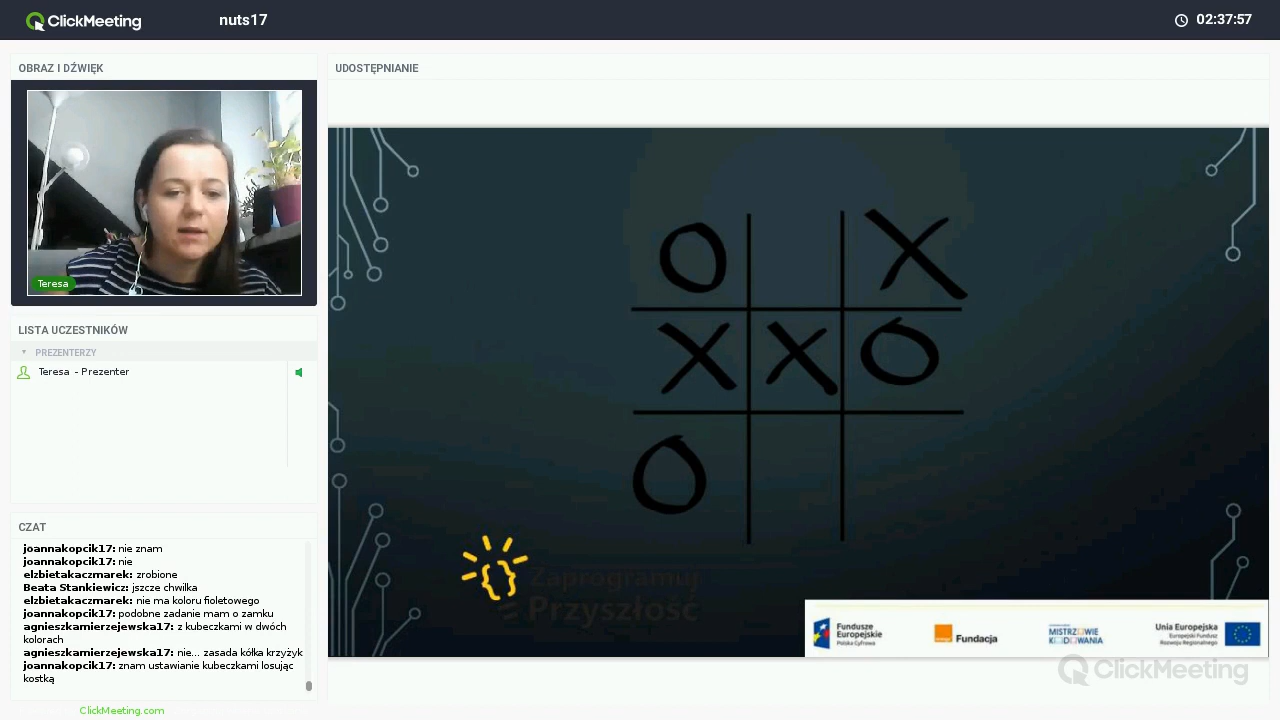 ClickMeeting
nuts17
02:37:57
OBRAZ I DŹWIĘK
UDOSTĘPNIANIE
Teresa
LISTA UCZESTNIKÓW
PREZENTERZY
Teresa - Prezenter
CZAT
joannakopcik17: nie znam
joannakopcik17: nie
elzbietakaczmarek: zrobione
Beata Stankiewicz: jszcze chwilka
elzbietakaczmarek: nie ma koloru fioletowego
joannakopcik17: podobne zadanie mam o zamku
agnieszkamierzejewska17: z kubeczkami w dwóch
kolorach
agnieszkamierzejewska17: nie... zasada kółka krzyżyk
joannakopcik17: znam ustawianie kubeczkami losując
kostką
ClickMeeting.com
O X
X X O
O
Zaprogramuj
Przyszłość
Fundusze
Europejskie
Polska Cyfrowa
Fundacja
MISTRZOWIE
KODOWANIA
Unia Europejska
Europejski Fundusz
Rozwoju Regionalnego
ClickMeeting